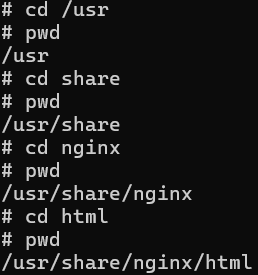 # cd /usr
# pwd
/usr
# cd share
# pwd
/usr/share
# cd nginx
# pwd
/usr/share/nginx
# cd html
# pwd
/usr/share/nginx/html